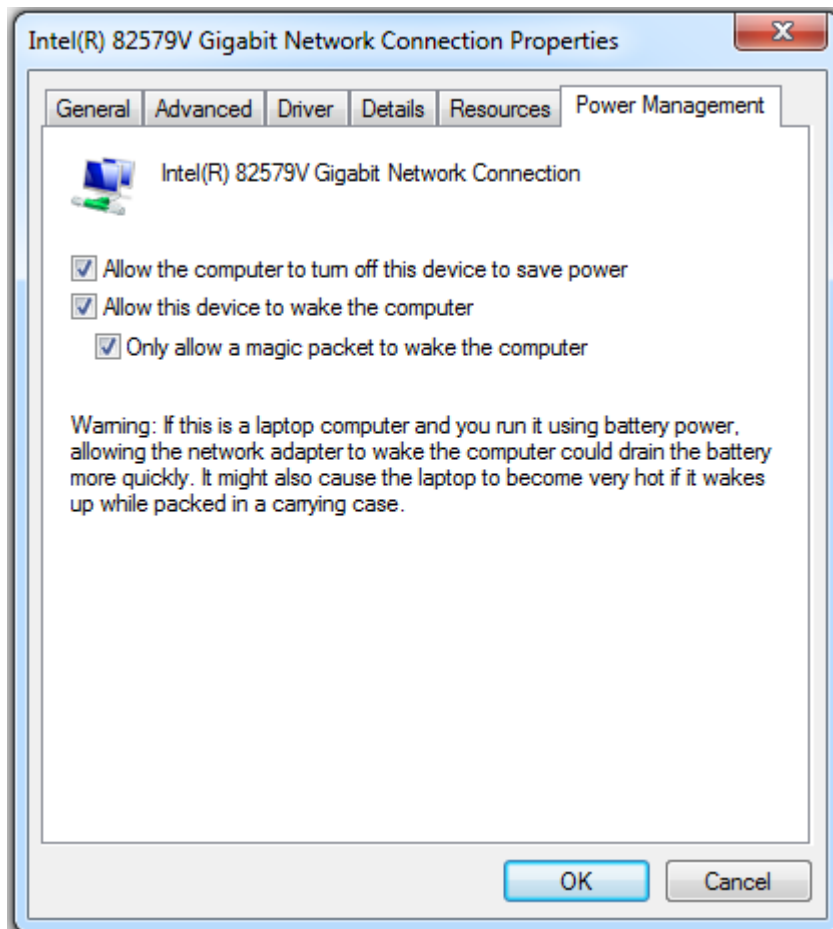 Intel(R) 82579V Gigabit Network Connection Properties
General Advanced Driver Details Resources Power Management
Intel(R) 82579V Gigabit Network Connection
Allow the computer to turn off this device to save power
Allow this device to wake the computer
Only allow a magic packet to wake the computer
Warning: If this is a laptop computer and you run it using battery power,
allowing the network adapter to wake the computer could drain the battery
more quickly. It might also cause the laptop to become very hot if it wakes
up while packed in a carrying case.
OK Cancel